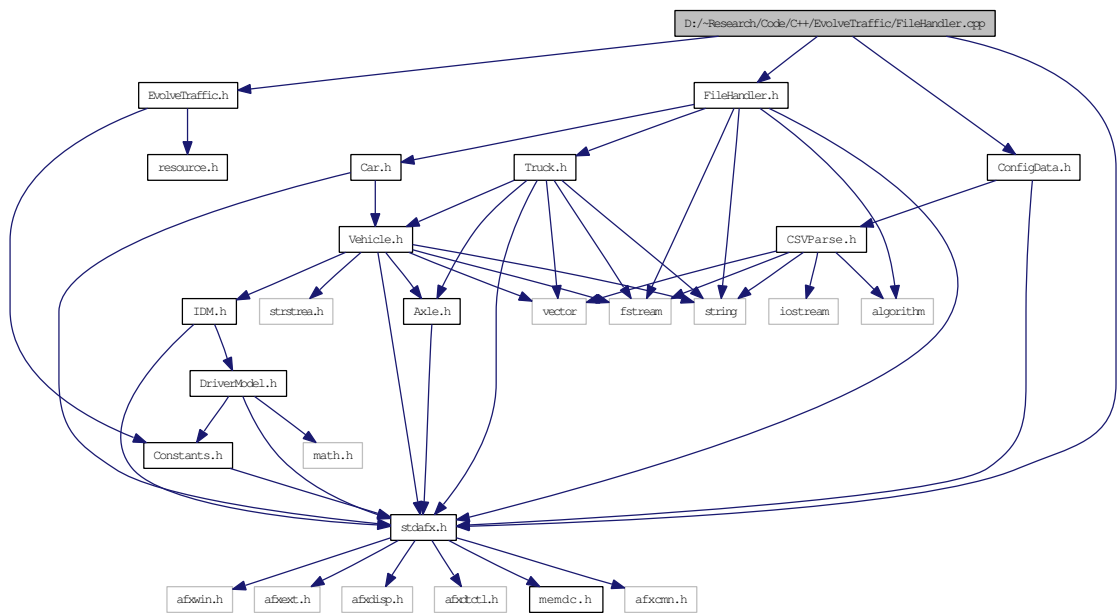 D:/~Research/Code/C++/EvolveTraffic/FileHandler.cpp
EvolveTraffic.h
FileHandler.h
resource.h
Car.h
Truck.h
ConfigData.h
Vehicle.h
CSVParse.h
IDM.h
strstrea.h
Axle.h
vector
fstream
string
iostream
algorithm
DriverModel.h
Constants.h
math.h
stdafx.h
afxwin.h
afxext.h
afxdisp.h
afxdtctl.h
memdc.h
afxcmn.h